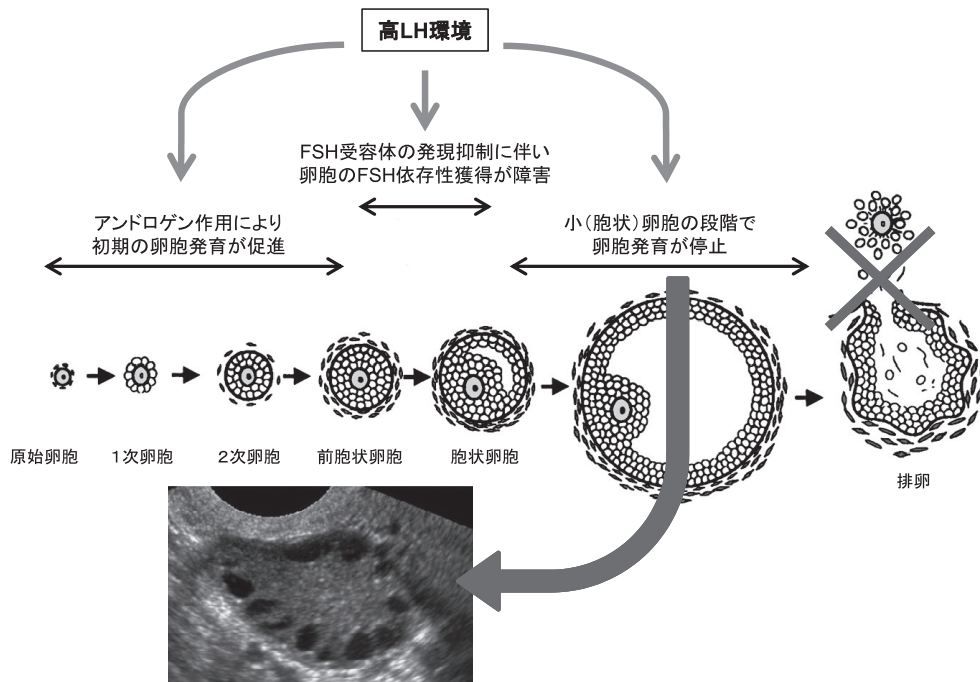 高LH環境
FSH受容体の発現抑制に伴い
卵胞のFSH依存性獲得が障害
アンドロゲン作用により
初期の卵胞発育が促進
小（胞状）卵胞の段階で
卵胞発育が停止
原始卵胞
1次卵胞
2次卵胞
前胞状卵胞
胞状卵胞
排卵